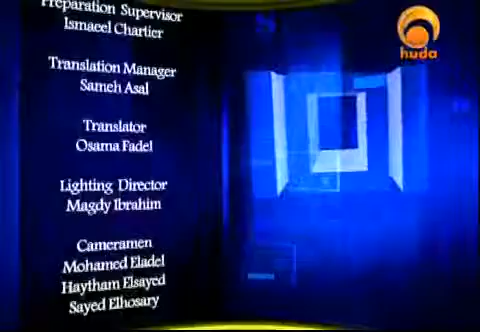 Preparation Supervisor
Ismaeel Chartier
Translation Manager
Sameh Asal
Translator
Osama Fadel
Lighting Director
Magdy Ibrahim
Cameramen
Mohamed Eladel
Haytham Elsayed
Sayed Elhosary
huda